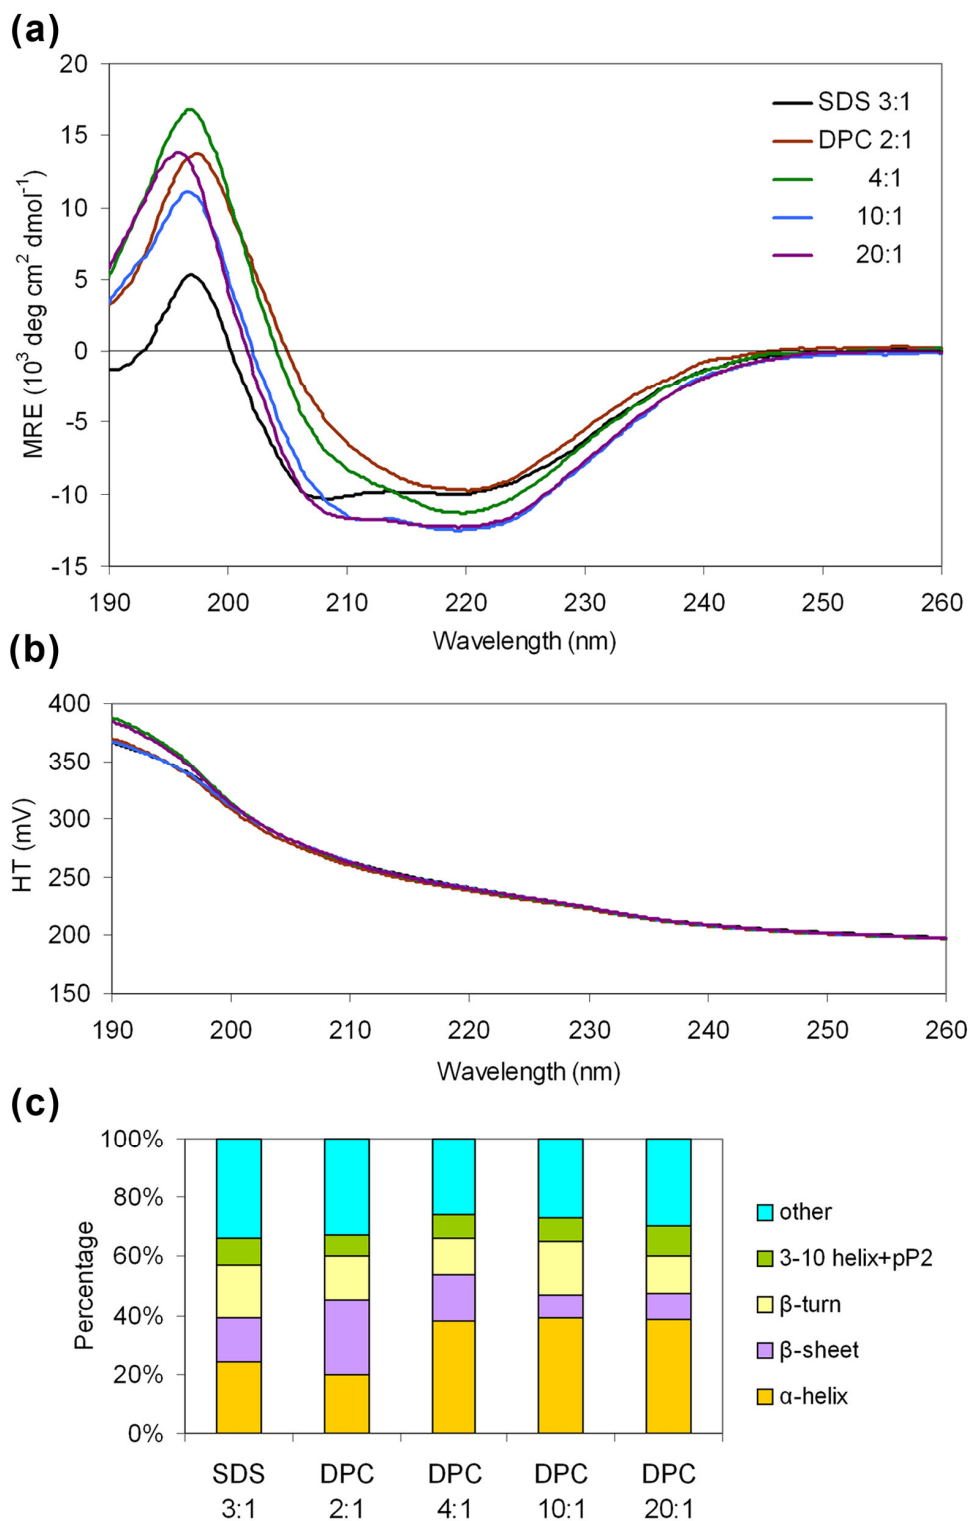 (a)
20
15
10
5
0
-5
-10
-15
MRE (10³ deg cm² dmol⁻¹)
SDS 3:1
DPC 2:1
4:1
10:1
20:1
190 200 210 220 230 240 250 260
Wavelength (nm)
(b)
400
350
300
250
200
150
HT (mV)
190 200 210 220 230 240 250 260
Wavelength (nm)
(c)
100%
80%
60%
40%
20%
0%
Percentage
other
3-10 helix+pP2
β-turn
β-sheet
α-helix
SDS DPC DPC DPC DPC
3:1 2:1 4:1 10:1 20:1